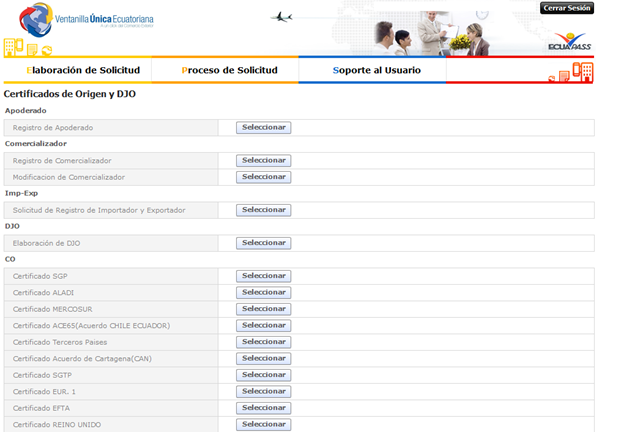 Cerrar Sesión
Ventanilla Única Ecuatoriana
ECUAPASS
Elaboración de Solicitud Proceso de Solicitud Soporte al Usuario
Certificados de Origen y DJO
Apoderado
Registro de Apoderado Seleccionar
Comercializador
Registro de Comercializador Seleccionar
Modificacion de Comercializador Seleccionar
Imp-Exp
Solicitud de Registro de Importador y Exportador Seleccionar
DJO
Elaboración de DJO Seleccionar
CO
Certificado SGP Seleccionar
Certificado ALADI Seleccionar
Certificado MERCOSUR Seleccionar
Certificado ACE65(Acuerdo CHILE ECUADOR) Seleccionar
Certificado Terceros Paises Seleccionar
Certificado Acuerdo de Cartagena(CAN) Seleccionar
Certificado SGTP Seleccionar
Certificado EUR. 1 Seleccionar
Certificado EFTA Seleccionar
Certificado REINO UNIDO Seleccionar